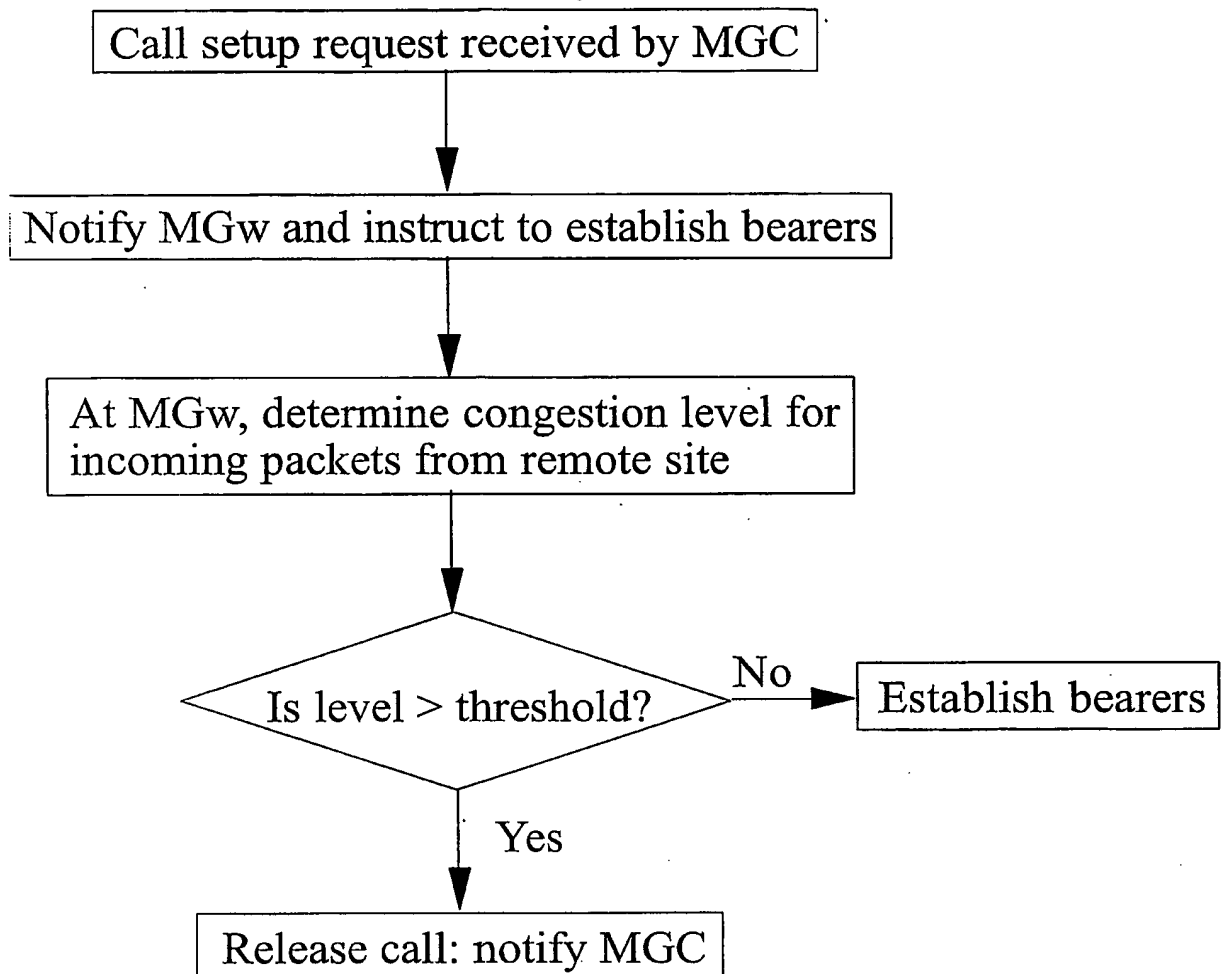 Call setup request received by MGC
Notify MGw and instruct to establish bearers
At MGw, determine congestion level for
incoming packets from remote site
Is level > threshold?
No
Establish bearers
Yes
Release call: notify MGC